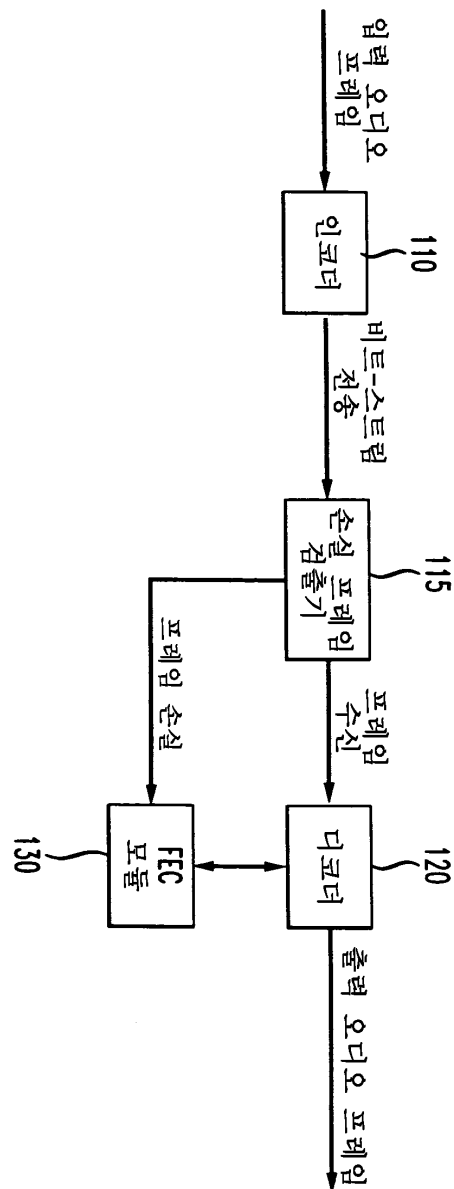 입력 오디오
프레임
110
인코더
비트-스트림
전송
115
손실 프레임
검출기
프레임
수신
프레임 손실
120
디코더
FEC
모듈
130
출력 오디오 프레임